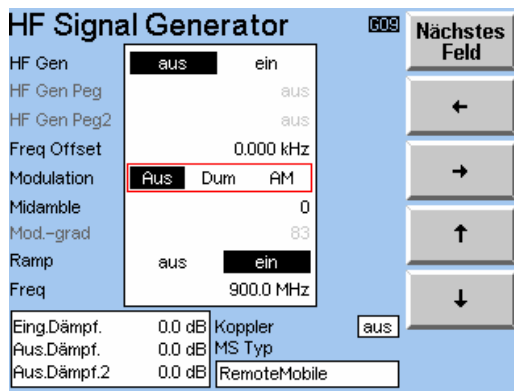 HF Signal Generator G09
HF Gen aus ein
HF Gen Peg aus
HF Gen Peg2 aus
Freq Offset 0.000 kHz
Modulation Aus Dum AM
Midamble 0
Mod.-grad 83
Ramp aus ein
Freq 900.0 MHz
Eing.Dämpf. 0.0 dB
Aus.Dämpf. 0.0 dB
Aus.Dämpf.2 0.0 dB
Koppler aus
MS Typ
RemoteMobile
Nächstes
Feld
←
→
↑
↓